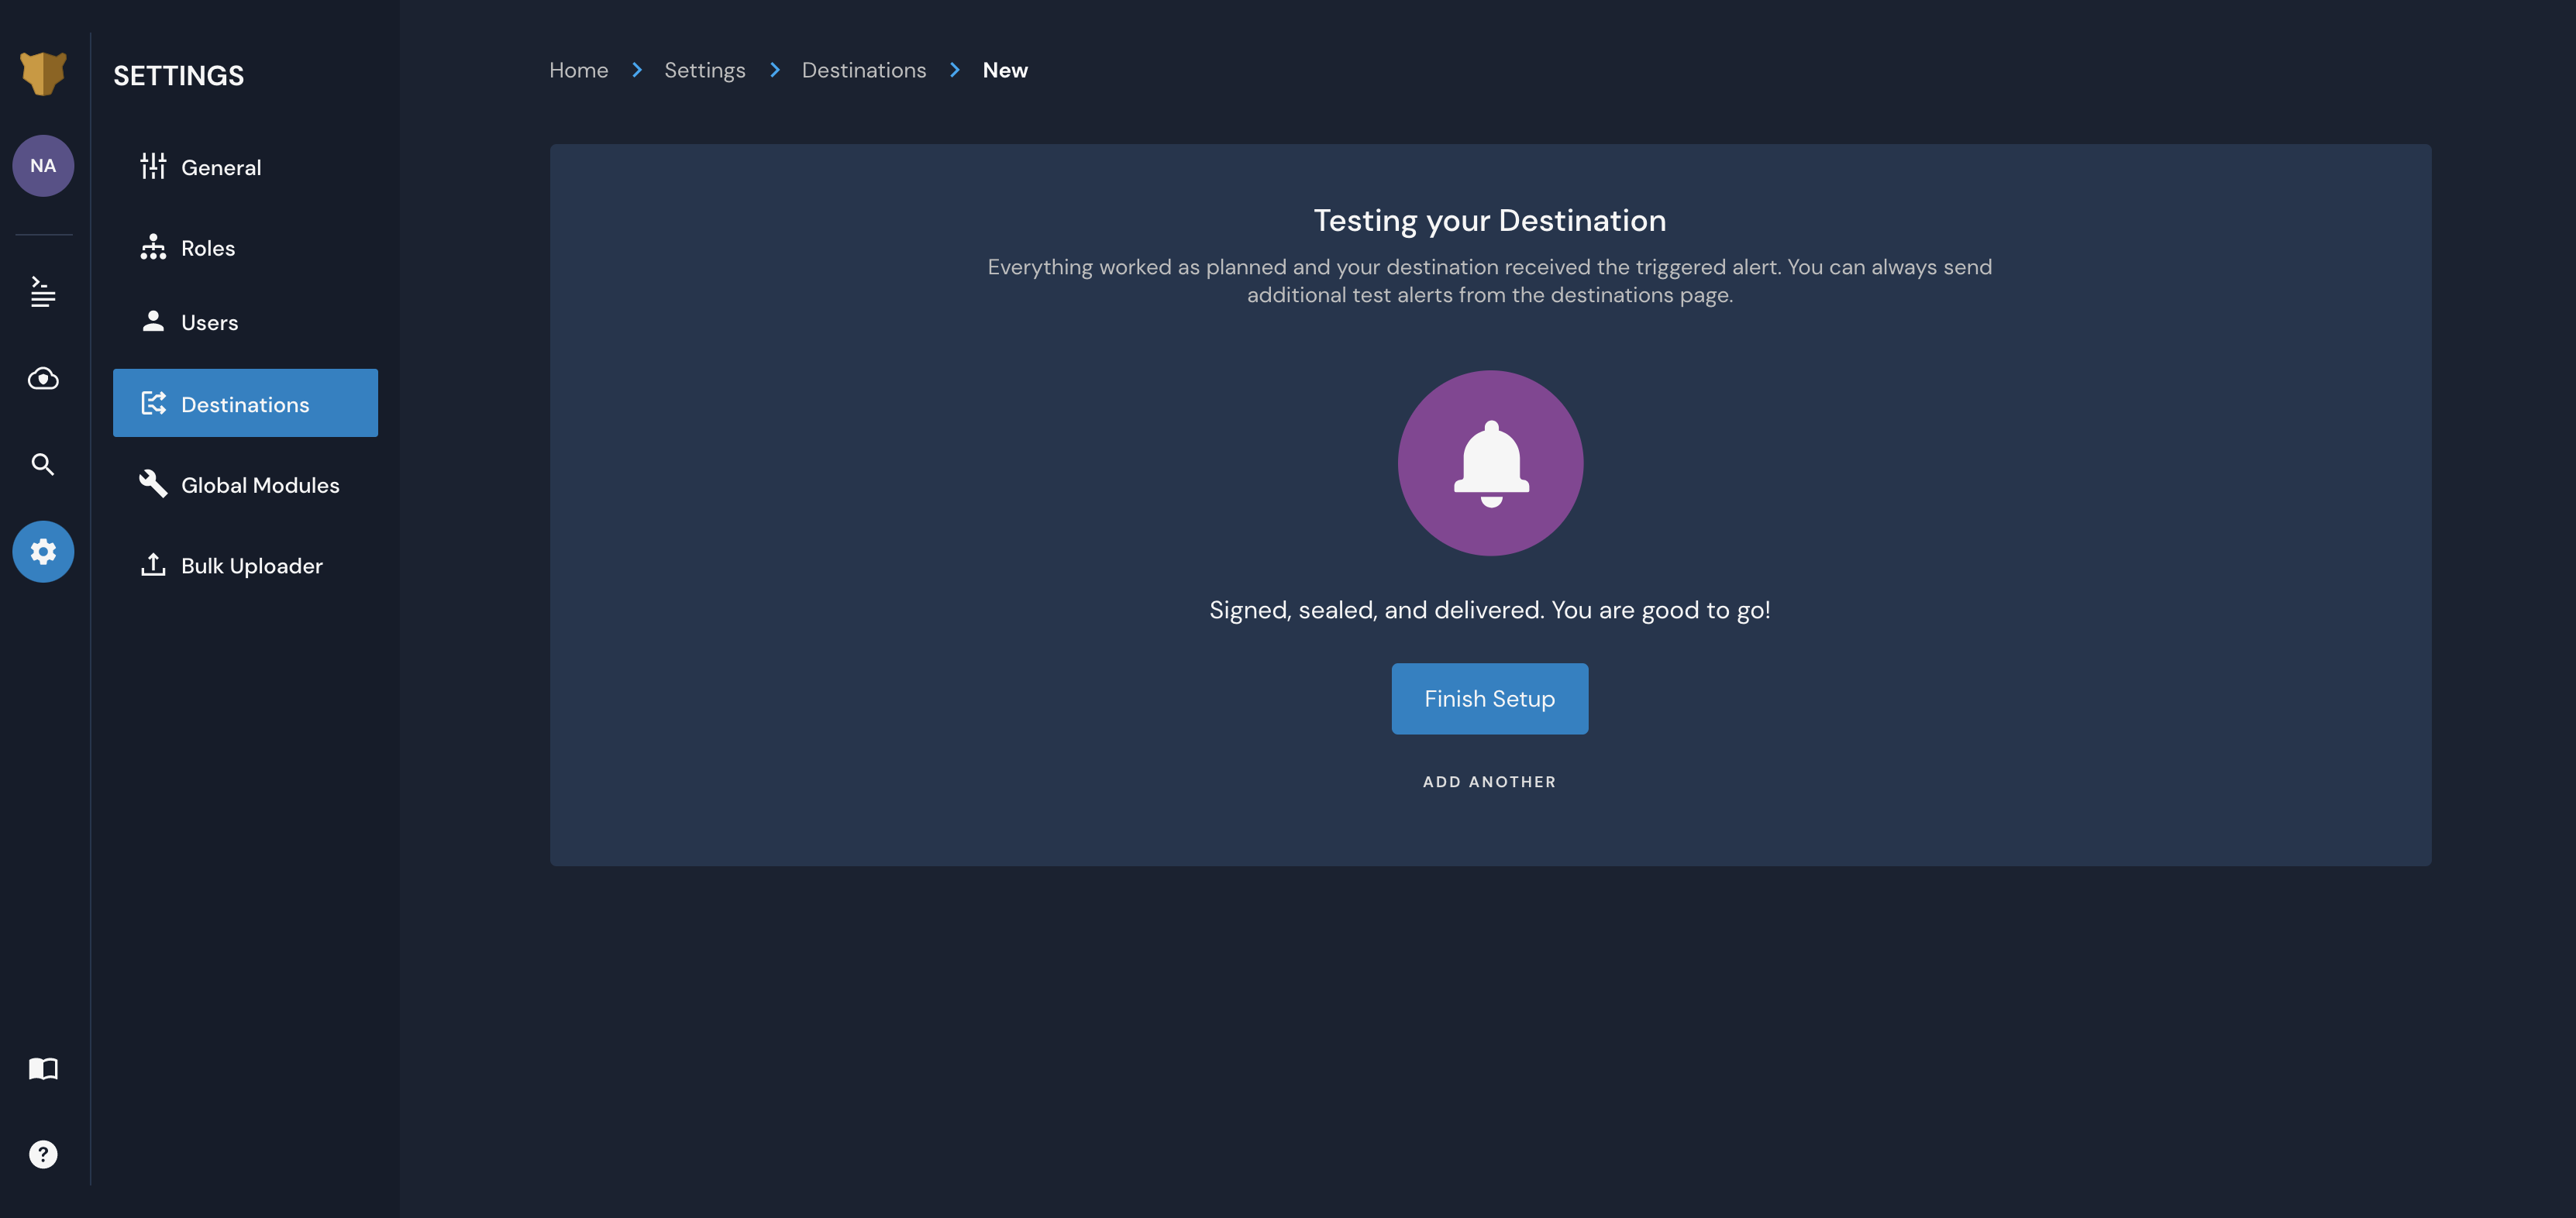 SETTINGS
NA
General
Roles
Users
Destinations
Global Modules
Bulk Uploader
?
Home
Settings
Destinations
New
Testing your Destination
Everything worked as planned and your destination received the triggered alert. You can always send
additional test alerts from the destinations page.
Signed, sealed, and delivered. You are good to go!
Finish Setup
ADD ANOTHER